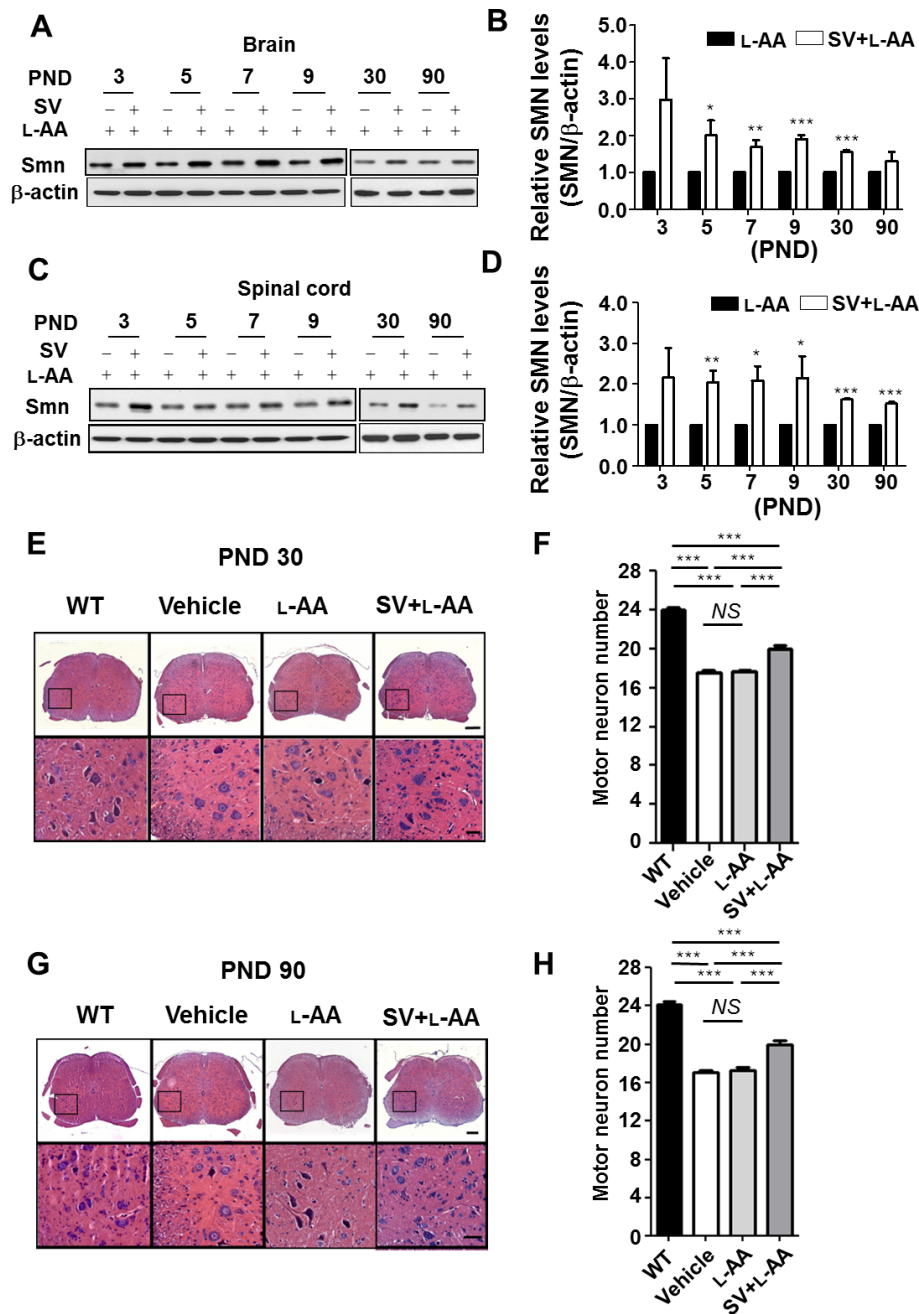 A
Brain
PND 3 5 7 9 30 90
SV − + − + − + − + − + − +
L-AA + + + + + + + + + + + +
Smn
β-actin
B
L-AA SV+L-AA
Relative SMN levels
(SMN/β-actin)
5.0
4.0
3.0
2.0
1.0
0.0
* ** *** ***
3 5 7 9 30 90
(PND)
C
Spinal cord
PND 3 5 7 9 30 90
SV − + − + − + − + − + − +
L-AA + + + + + + + + + + + +
Smn
β-actin
D
L-AA SV+L-AA
Relative SMN levels
(SMN/β-actin)
4.0
3.0
2.0
1.0
0.0
** * * *** ***
3 5 7 9 30 90
(PND)
E
PND 30
WT Vehicle L-AA SV+L-AA
F
***
*** ***
*** ***
NS
Motor neuron number
28
24
20
16
12
8
4
0
WT
Vehicle
L-AA
SV+L-AA
G
PND 90
WT Vehicle L-AA SV+L-AA
H
***
*** ***
*** ***
NS
Motor neuron number
28
24
20
16
12
8
4
0
WT
Vehicle
L-AA
SV+L-AA